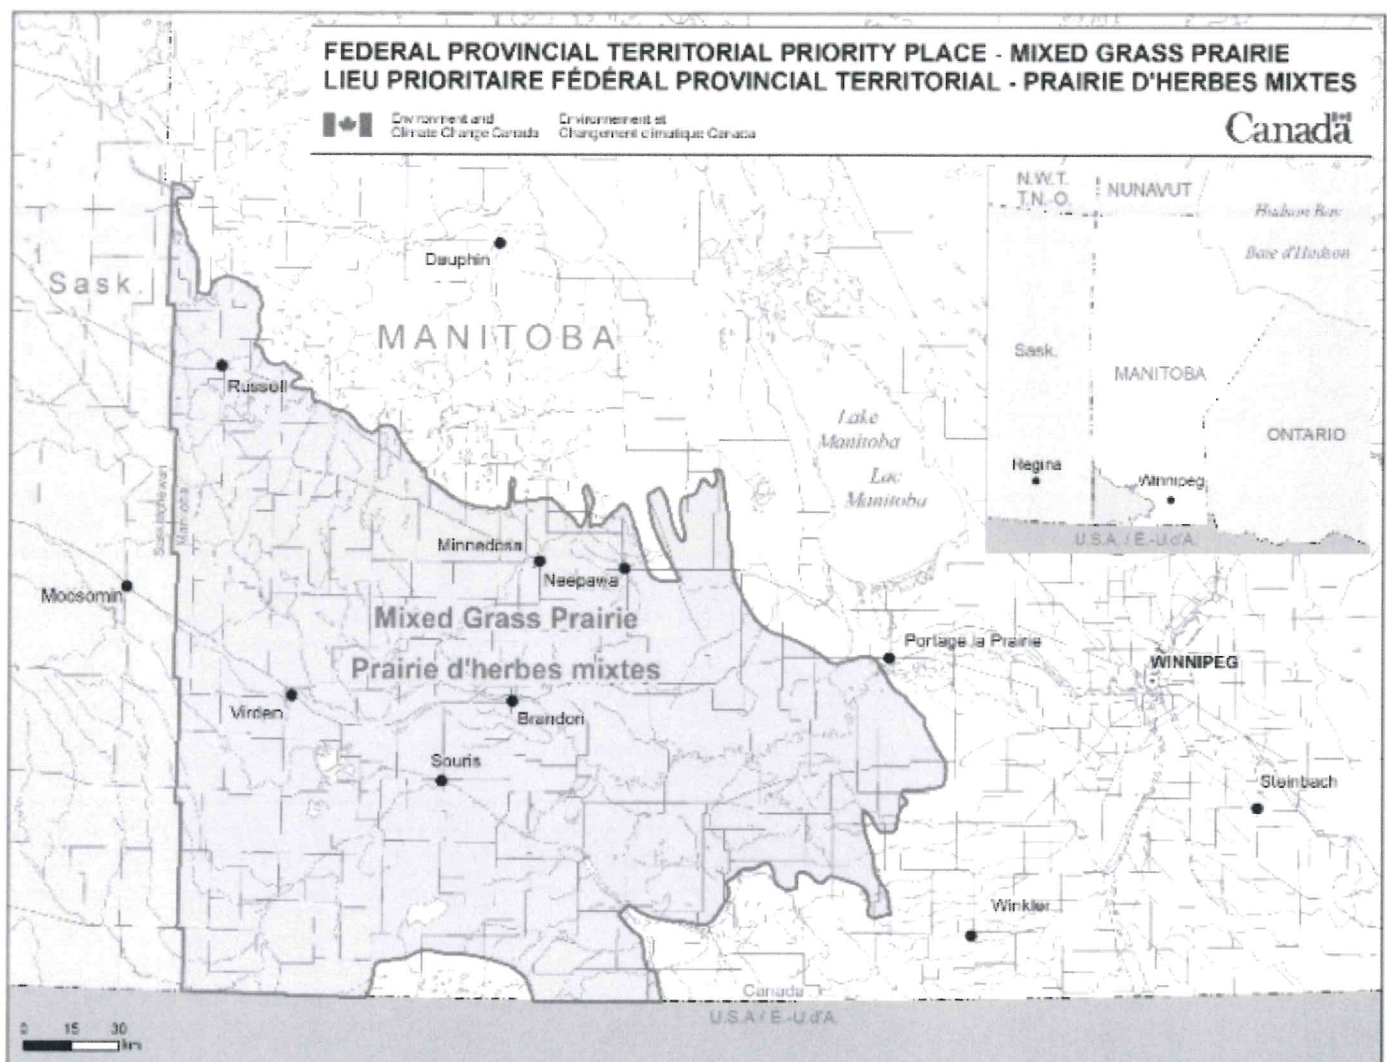 FEDERAL PROVINCIAL TERRITORIAL PRIORITY PLACE - MIXED GRASS PRAIRIE
LIEU PRIORITAIRE FÉDÉRAL PROVINCIAL TERRITORIAL - PRAIRIE D'HERBES MIXTES
Environment and
Climate Change Canada
Environnement et
Changement climatique Canada
Canada
N.W.T.
T.N.-O.
NUNAVUT
Hudson Bay
Baie d'Hudson
Sask.
MANITOBA
ONTARIO
Regina
Winnipeg
U.S.A. / É.-U.d'A.
Dauphin
Sask.
MANITOBA
Russell
Lake
Manitoba
Lac
Manitoba
Saskatchewan
Manitoba
Minnedosa
Neepawa
Moosomin
Mixed Grass Prairie
Prairie d'herbes mixtes
Portage la Prairie
WINNIPEG
Virden
Brandon
Souris
Steinbach
Winkler
Canada
U.S.A / É.-U.d'A.
0 15 30
km